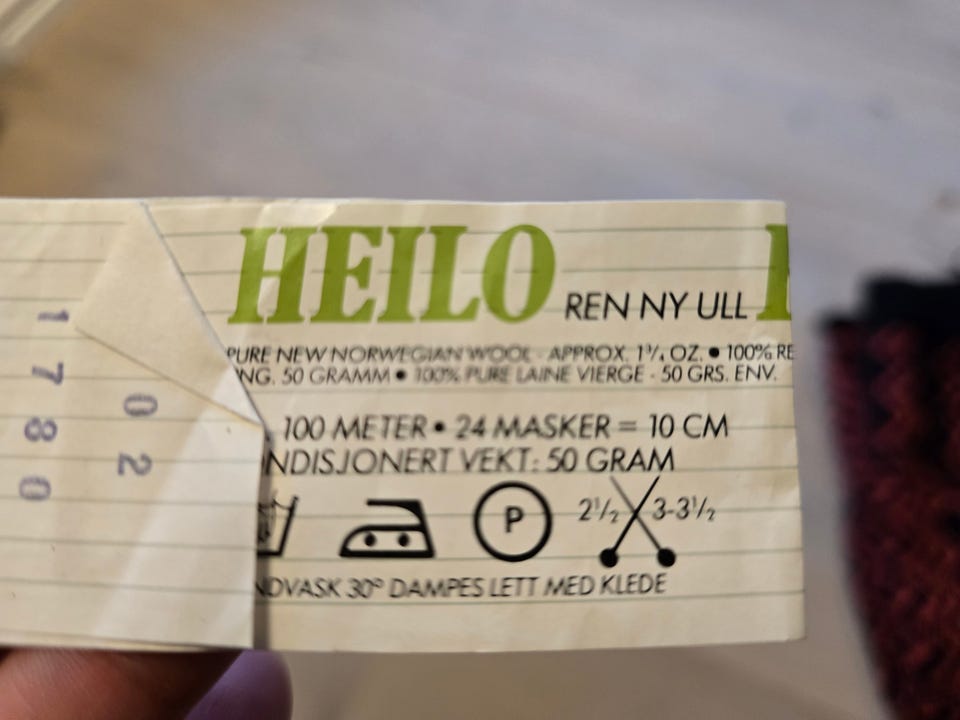 HEILO REN NY ULL
PURE NEW NORWEGIAN WOOL - APPROX. 1¾ OZ. • 100% RE
NG. 50 GRAMM • 100% PURE LAINE VIERGE - 50 GRS. ENV.
100 METER • 24 MASKER = 10 CM
NDISJONERT VEKT: 50 GRAM
P 2½ 3-3½
NDVASK 30° DAMPES LETT MED KLEDE
1780
02